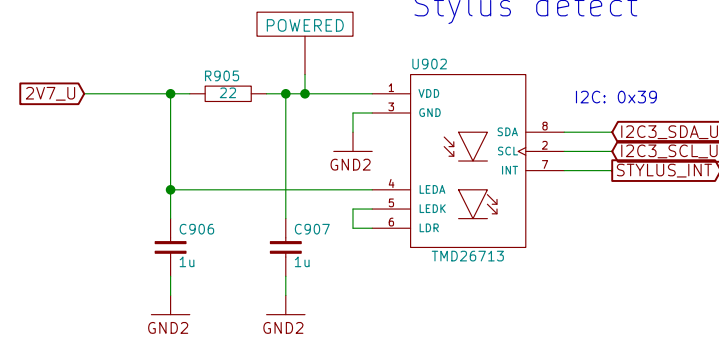 Stylus detect
POWERED
U902
R905
2V7_U
22
1
VDD
I2C: 0x39
3
GND
SDA
8
I2C3_SDA_U
SCL
2
I2C3_SCL_U
GND2
INT
7
STYLUS_INT
4
LEDA
5
LEDK
6
LDR
C906
C907
1u
1u
TMD26713
GND2
GND2